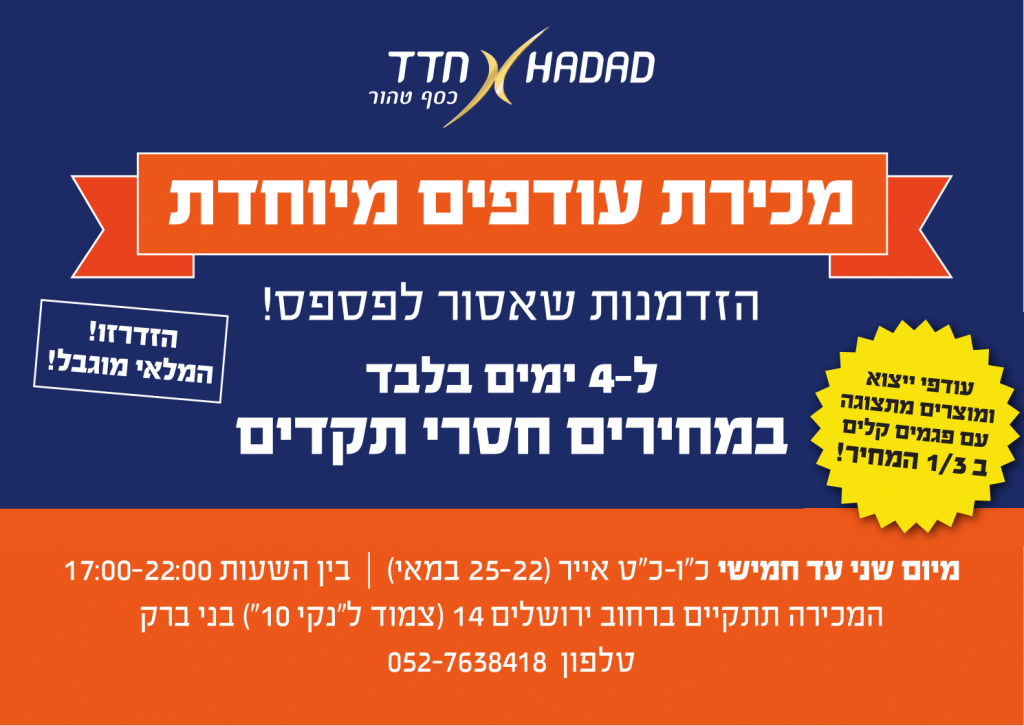 חדד HADAD
כסף טהור
מכירת עודפים מיוחדת
הזדמנות שאסור לפספס!
הזדרזו!
המלאי מוגבל!
ל-4 ימים בלבד
במחירים חסרי תקדים
עודפי ייצוא
ומוצרים מתצוגה
עם פגמים קלים
ב 1/3 המחיר!
מיום שני עד חמישי כ"ו-כ"ט אייר (25-22 במאי) | בין השעות 17:00-22:00
המכירה תתקיים ברחוב ירושלים 14 (צמוד ל"נקי 10") בני ברק
טלפון 052-7638418